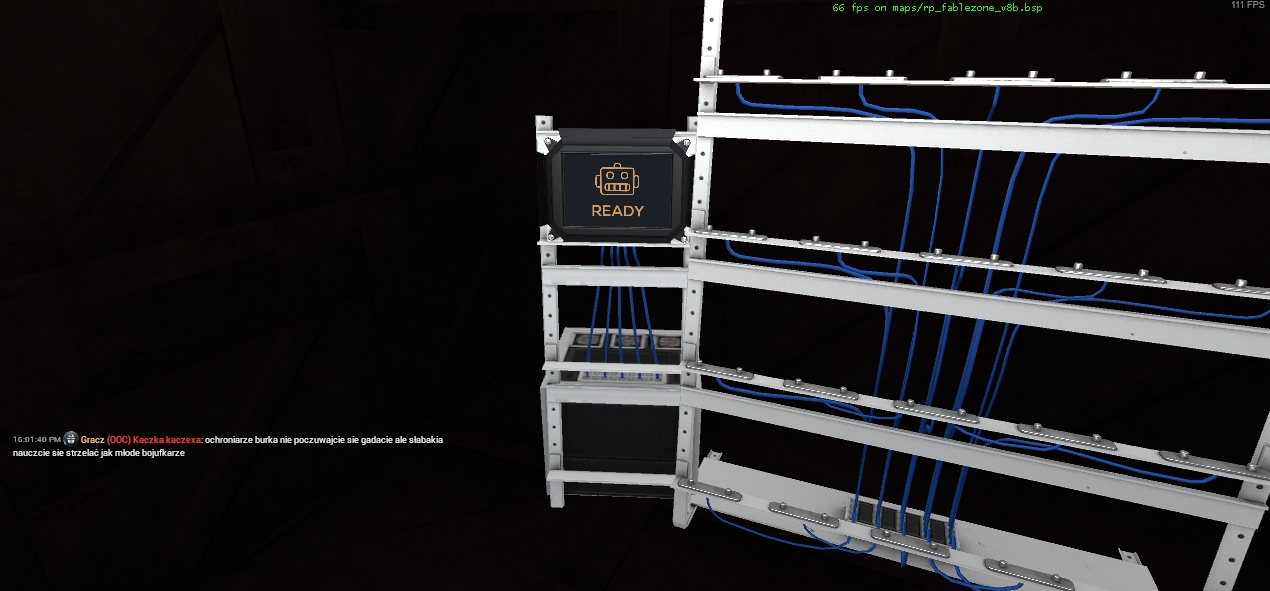 66 fps on maps/rp_fablezone_v8b.bsp
111 FPS
READY
16:01:40 PM Gracz (OOC) Kaczka kaczexa: ochroniarze burka nie poczuwajcie sie gadacie ale słabakia
nauczcie sie strzelać jak młode bojufkarze